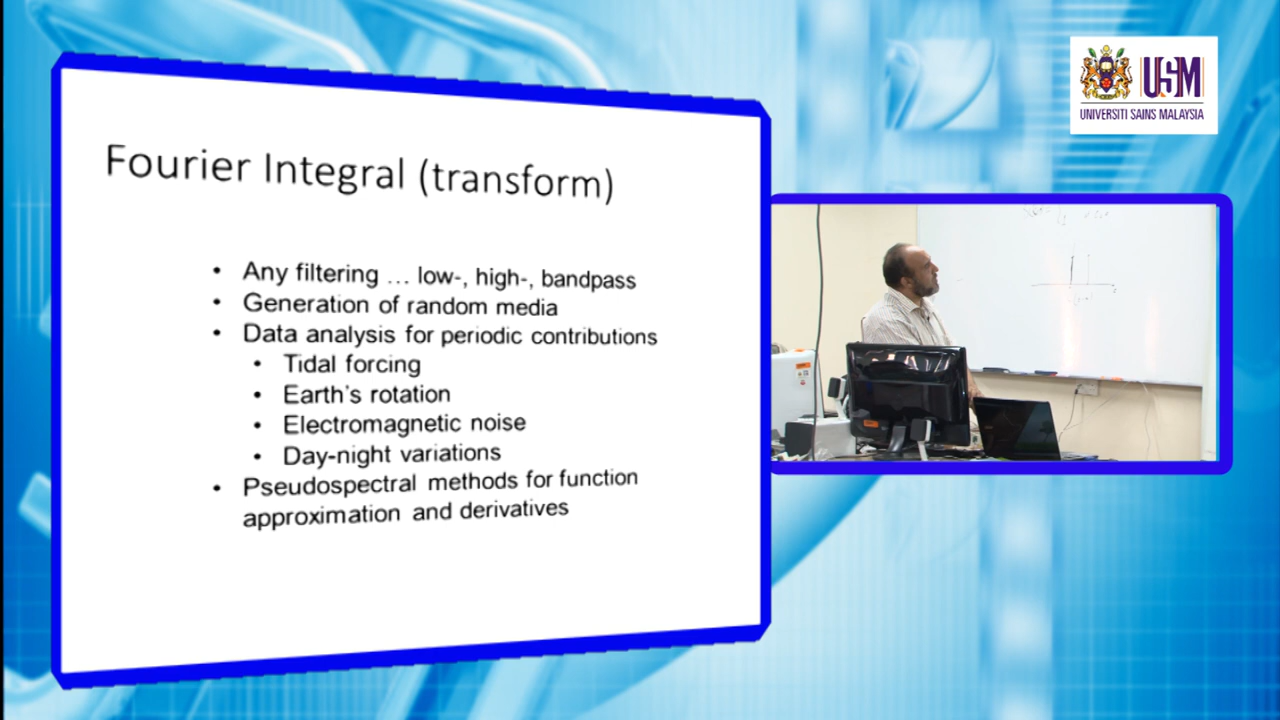 Fourier Integral (transform)
• Any filtering … low-, high-, bandpass
• Generation of random media
• Data analysis for periodic contributions
• Tidal forcing
• Earth's rotation
• Electromagnetic noise
• Day-night variations
• Pseudospectral methods for function
approximation and derivatives
USM
UNIVERSITI SAINS MALAYSIA